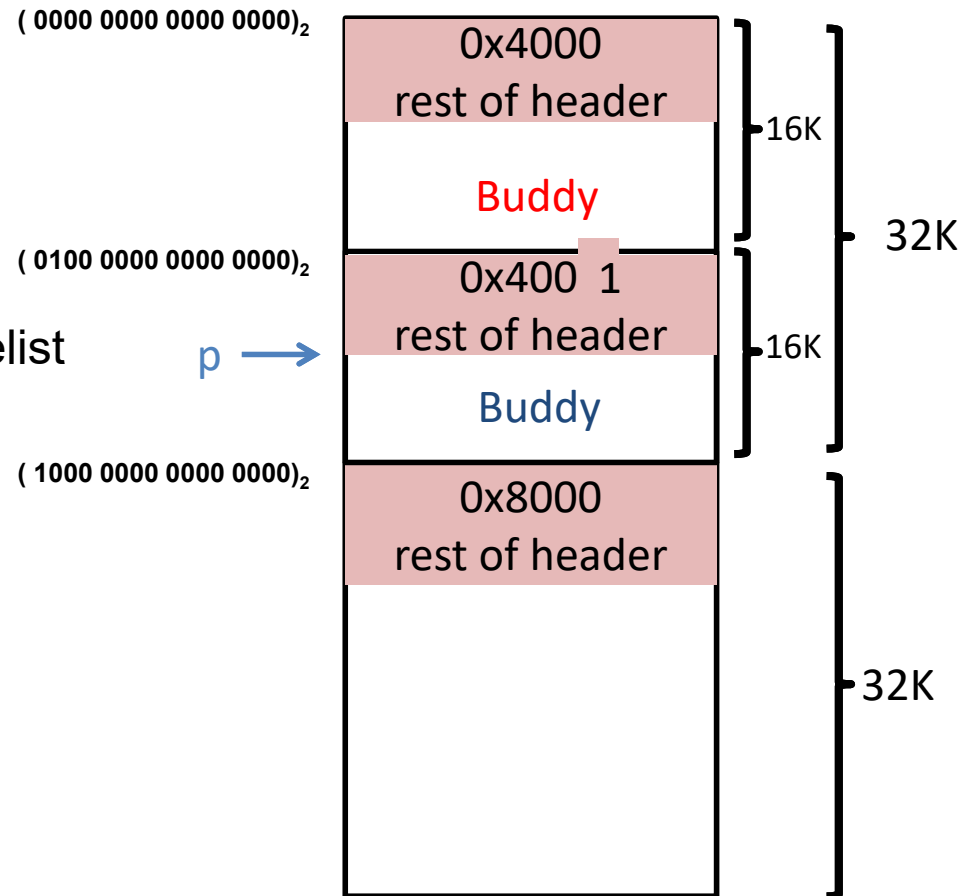 ( 0000 0000 0000 0000)₂
0x4000
rest of header
16K
Buddy
32K
( 0100 0000 0000 0000)₂
0x400 1
rest of header
elist
p
16K
Buddy
( 1000 0000 0000 0000)₂
0x8000
rest of header
32K